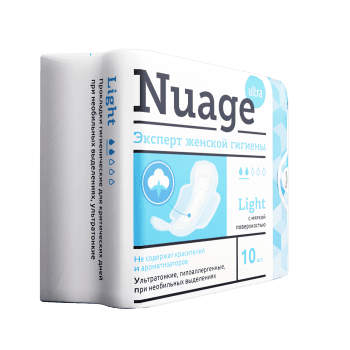 Nuage
ultra
Эксперт женской гигиены
Light
с мягкой
поверхностью
Не содержат красителей
и ароматизаторов
Ультратонкие, гипоаллергенные,
при необильных выделениях
10 шт.
Light
Прокладки гигиенические для критических дней
при необильных выделениях, ультратонкие